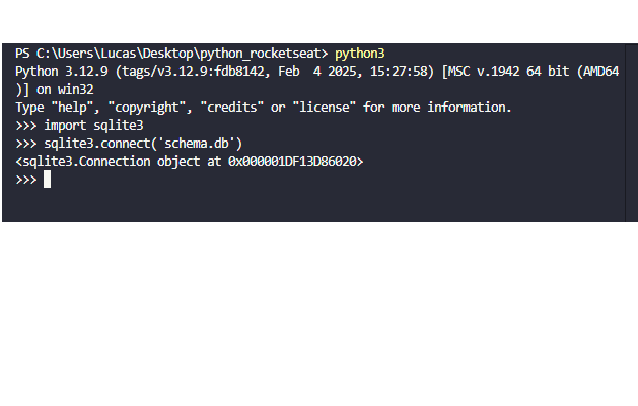 PS C:\Users\Lucas\Desktop\python_rocketseat> python3
Python 3.12.9 (tags/v3.12.9:fdb8142, Feb  4 2025, 15:27:58) [MSC v.1942 64 bit (AMD64
)] on win32
Type "help", "copyright", "credits" or "license" for more information.
>>> import sqlite3
>>> sqlite3.connect('schema.db')
<sqlite3.Connection object at 0x000001DF13D86020>
>>>